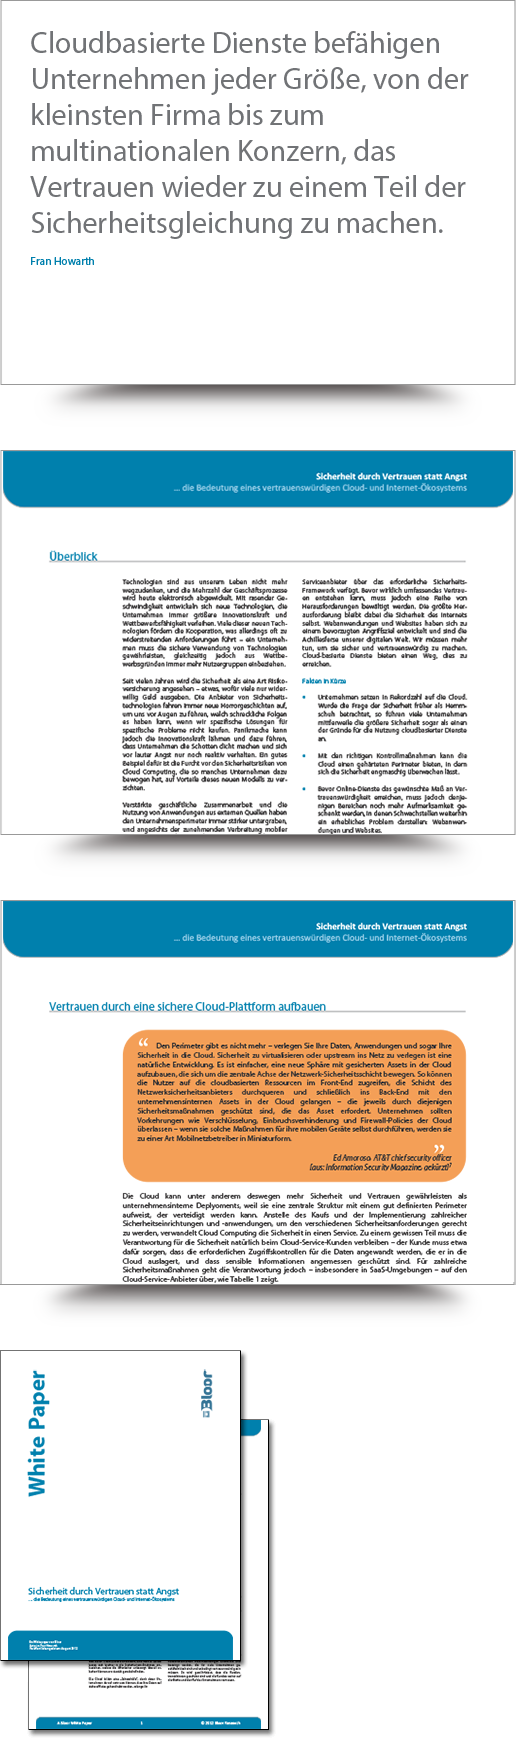 Cloudbasierte Dienste befähigen
Unternehmen jeder Größe, von der
kleinsten Firma bis zum
multinationalen Konzern, das
Vertrauen wieder zu einem Teil der
Sicherheitsgleichung zu machen.
Fran Howarth
Sicherheit durch Vertrauen statt Angst
... die Bedeutung eines vertrauenswürdigen Cloud- und Internet-Ökosystems
Überblick
Technologien sind aus unserem Leben nicht mehr
wegzudenken, und die Mehrzahl der Geschäftsprozesse
wird heute elektronisch abgewickelt. Mit rasender Ge-
schwindigkeit entwickeln sich neue Technologien, die
Unternehmen immer größere Innovationskraft und
Wettbewerbsfähigkeit verleihen. Viele dieser neuen Tech-
nologien fördern die Kooperation, was allerdings oft zu
widerstreitenden Anforderungen führt – ein Unterneh-
men muss die sichere Verwendung von Technologien
gewährleisten, gleichzeitig jedoch aus Wettbe-
werbsgründen immer mehr Nutzergruppen einbeziehen.
Seit vielen Jahren wird die Sicherheit als eine Art Risiko-
versicherung angesehen – etwas, wofür viele nur wider-
willig Geld ausgeben. Die Anbieter von Sicherheits-
technologien fahren immer neue Horrorgeschichten auf,
um uns vor Augen zu führen, welch schreckliche Folgen
es haben kann, wenn wir spezifische Lösungen für
spezifische Probleme nicht kaufen. Panikmache kann
jedoch die Innovationskraft lähmen und dazu führen,
dass Unternehmen die Schotten dicht machen und sich
vor lauter Angst nur noch reaktiv verhalten. Ein gutes
Beispiel dafür ist die Furcht vor den Sicherheitsrisiken von
Cloud Computing, die so manches Unternehmen dazu
bewogen hat, auf Vorteile dieses neuen Modells zu ver-
zichten.
Verstärkte geschäftliche Zusammenarbeit und die
Nutzung von Anwendungen aus externen Quellen haben
den Unternehmensperimeter immer stärker untergraben,
und angesichts der zunehmenden Verbreitung mobiler
Serviceanbieter über das erforderliche Sicherheits-
Framework verfügt. Bevor wirklich umfassendes Vertrau-
en entstehen kann, muss jedoch eine Reihe von
Herausforderungen bewältigt werden. Die größte Her-
ausforderung bleibt dabei die Sicherheit des Internets
selbst. Webanwendungen und Websites haben sich zu
einem bevorzugten Angriffsziel entwickelt und sind die
Achillesferse unserer digitalen Welt. Wir müssen mehr
tun, um sie sicher und vertrauenswürdig zu machen.
Cloud-basierte Dienste bieten einen Weg, dies zu
erreichen.
Fakten in Kürze
• Unternehmen setzen in Rekordzahl auf die Cloud.
Wurde die Frage der Sicherheit früher als Hemm-
schuh betrachtet, so führen viele Unternehmen
mittlerweile die größere Sicherheit sogar als einen
der Gründe für die Nutzung cloudbasierter Dienste
an.
• Mit den richtigen Kontrollmaßnahmen kann die
Cloud einen gehärteten Perimeter bieten, in dem
sich die Sicherheit engmaschig überwachen lässt.
• Bevor Online-Dienste das gewünschte Maß an Ver-
trauenswürdigkeit erreichen, muss jedoch denje-
nigen Bereichen noch mehr Aufmerksamkeit ge-
schenkt werden, in denen Schwachstellen weiterhin
ein erhebliches Problem darstellen: Webanwen-
dungen und Websites.
Sicherheit durch Vertrauen statt Angst
... die Bedeutung eines vertrauenswürdigen Cloud- und Internet-Ökosystems
Vertrauen durch eine sichere Cloud-Plattform aufbauen
“ Den Perimeter gibt es nicht mehr – verlegen Sie Ihre Daten, Anwendungen und sogar Ihre
Sicherheit in die Cloud. Sicherheit zu virtualisieren oder upstream ins Netz zu verlegen ist eine
natürliche Entwicklung. Es ist einfacher, eine neue Sphäre mit gesicherten Assets in der Cloud
aufzubauen, die sich um die zentrale Achse der Netzwerk-Sicherheitsschicht bewegen. So können
die Nutzer auf die cloudbasierten Ressourcen im Front-End zugreifen, die Schicht des
Netzwerksicherheitsanbieters durchqueren und schließlich ins Back-End mit den
unternehmensinternen Assets in der Cloud gelangen – die jeweils durch diejenigen
Sicherheitsmaßnahmen geschützt sind, die das Asset erfordert. Unternehmen sollten
Vorkehrungen wie Verschlüsselung, Einbruchsverhinderung und Firewall-Policies der Cloud
überlassen – wenn sie solche Maßnahmen für ihre mobilen Geräte selbst durchführen, werden sie
zu einer Art Mobilnetzbetreiber in Miniaturform.
”
Ed Amoroso, AT&T chief security officer
(aus: Information Security Magazine, gekürzt)²
Die Cloud kann unter anderem deswegen mehr Sicherheit und Vertrauen gewährleisten als
unternehmensinterne Deployments, weil sie eine zentrale Struktur mit einem gut definierten Perimeter
aufweist, der verteidigt werden kann. Anstelle des Kaufs und der Implementierung zahlreicher
Sicherheitseinrichtungen und -anwendungen, um den verschiedenen Sicherheitsanforderungen gerecht
zu werden, verwandelt Cloud Computing die Sicherheit in einen Service. Zu einem gewissen Teil muss die
Verantwortung für die Sicherheit natürlich beim Cloud-Service-Kunden verbleiben – der Kunde muss etwa
dafür sorgen, dass die erforderlichen Zugriffskontrollen für die Daten angewandt werden, die er in die
Cloud auslagert, und dass sensible Informationen angemessen geschützt sind. Für zahlreiche
Sicherheitsmaßnahmen geht die Verantwortung jedoch – insbesondere in SaaS-Umgebungen – auf den
Cloud-Service-Anbieter über, wie Tabelle 1 zeigt.
White Paper
Bloor
Sicherheit durch Vertrauen statt Angst
... die Bedeutung eines vertrauenswürdigen Cloud- und Internet-Ökosystems
A Bloor White Paper
1
© 2012 Bloor Research